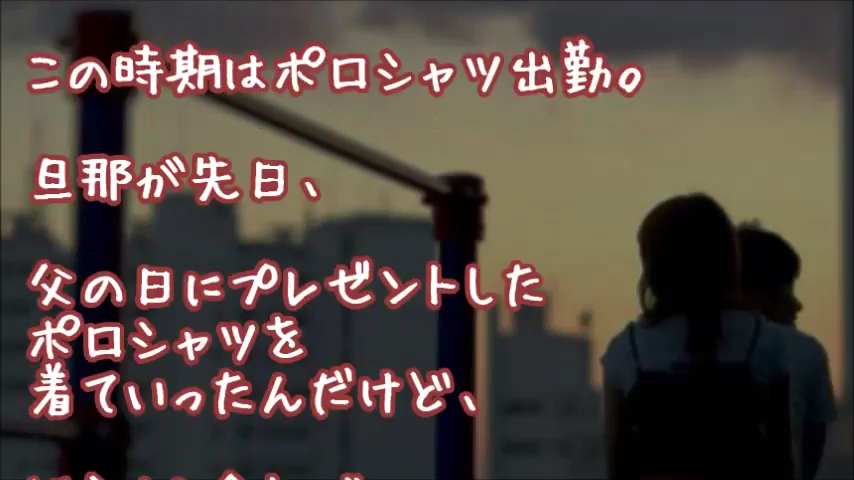 この時期はポロシャツ出勤。
旦那が先日、
父の日にプレゼントした
ポロシャツを
着ていったんだけど、